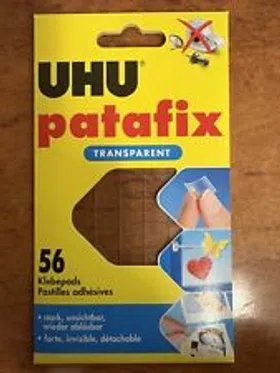 UHU®
patafix
TRANSPARENT
56
Klebepads
Pastilles adhésives
• stark, unsichtbar,
wieder ablösbar
• forte, invisible, détachable